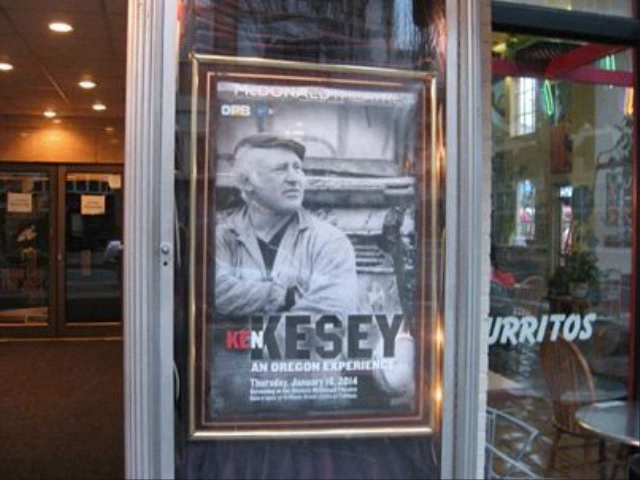 McDONALD THEATRE
OPB
KEN KESEY
AN OREGON EXPERIENCE
Thursday, January 16, 2014
URRITOS